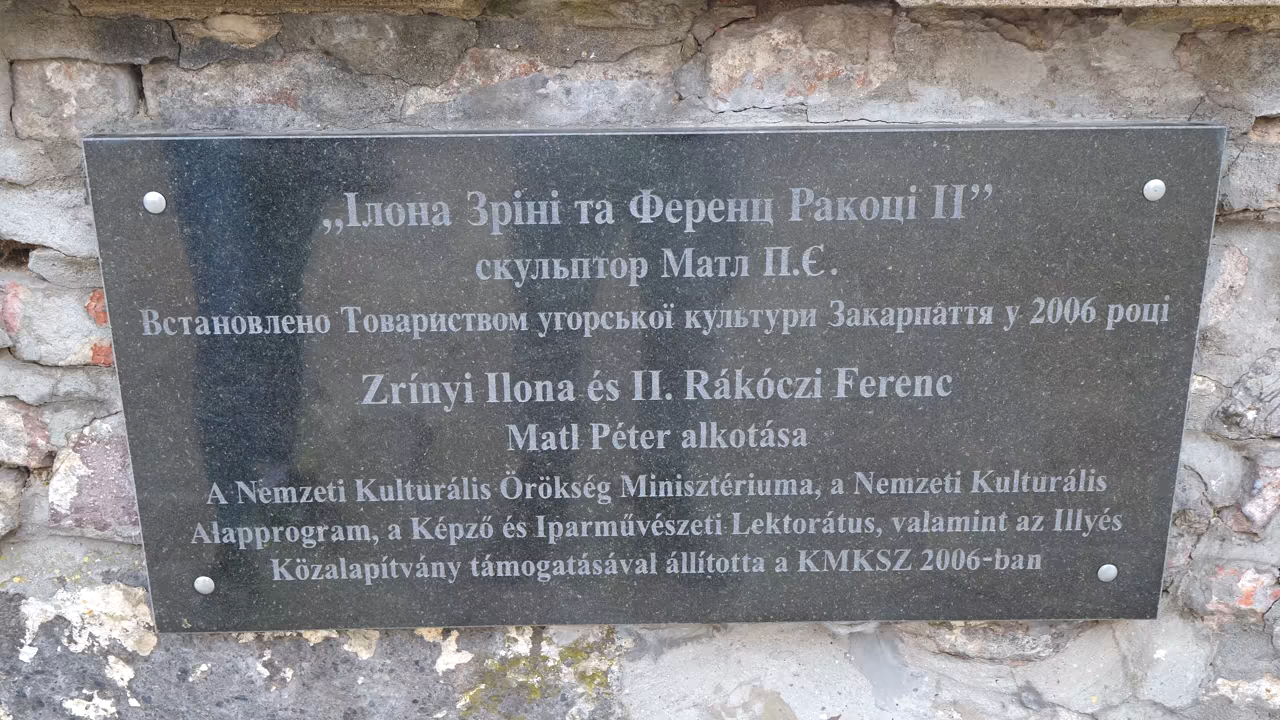 „Ілона Зріні та Ференц Ракоці II”
скульптор Матл П.Є.
Встановлено Товариством угорської культури Закарпаття у 2006 році
Zrínyi Ilona és II. Rákóczi Ferenc
Matl Péter alkotása
A Nemzeti Kulturális Örökség Minisztériuma, a Nemzeti Kulturális
Alapprogram, a Képző és Iparművészeti Lektorátus, valamint az Illyés
Közalapítvány támogatásával állította a KMKSZ 2006-ban